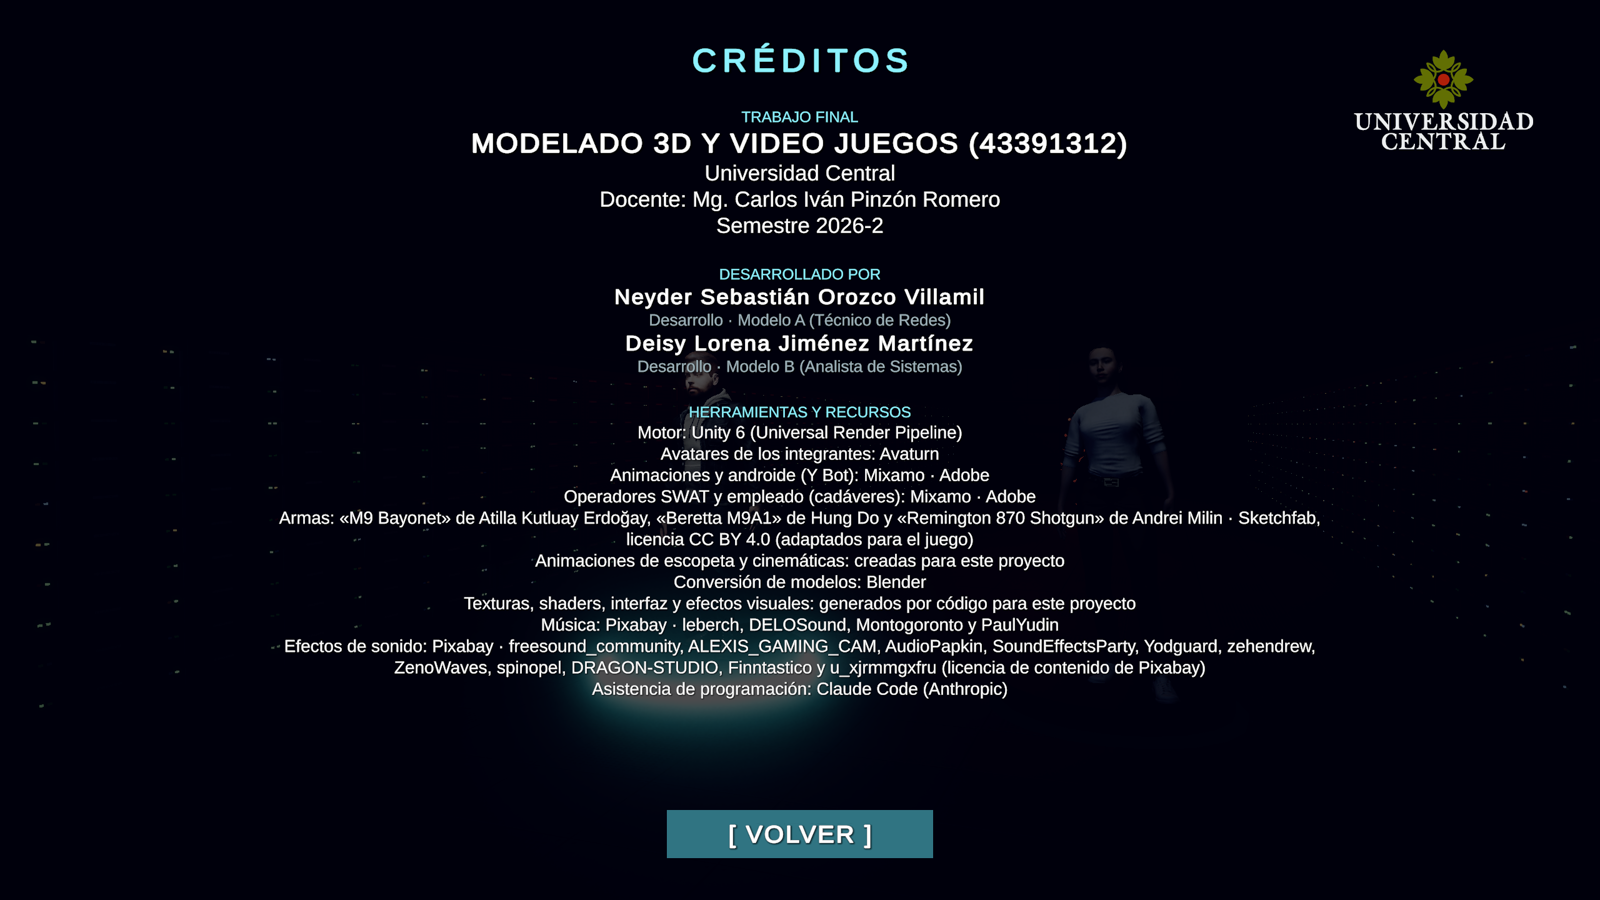 CRÉDITOS
UNIVERSIDAD
CENTRAL
TRABAJO FINAL
MODELADO 3D Y VIDEO JUEGOS (43391312)
Universidad Central
Docente: Mg. Carlos Iván Pinzón Romero
Semestre 2026-2
DESARROLLADO POR
Neyder Sebastián Orozco Villamil
Desarrollo · Modelo A (Técnico de Redes)
Deisy Lorena Jiménez Martínez
Desarrollo · Modelo B (Analista de Sistemas)
HERRAMIENTAS Y RECURSOS
Motor: Unity 6 (Universal Render Pipeline)
Avatares de los integrantes: Avaturn
Animaciones y androide (Y Bot): Mixamo · Adobe
Operadores SWAT y empleado (cadáveres): Mixamo · Adobe
Armas: «M9 Bayonet» de Atilla Kutluay Erdoğay, «Beretta M9A1» de Hung Do y «Remington 870 Shotgun» de Andrei Milin · Sketchfab,
licencia CC BY 4.0 (adaptados para el juego)
Animaciones de escopeta y cinemáticas: creadas para este proyecto
Conversión de modelos: Blender
Texturas, shaders, interfaz y efectos visuales: generados por código para este proyecto
Música: Pixabay · leberch, DELOSound, Montogoronto y PaulYudin
Efectos de sonido: Pixabay · freesound_community, ALEXIS_GAMING_CAM, AudioPapkin, SoundEffectsParty, Yodguard, zehendrew,
ZenoWaves, spinopel, DRAGON-STUDIO, Finntastico y u_xjrmmgxfru (licencia de contenido de Pixabay)
Asistencia de programación: Claude Code (Anthropic)
[ VOLVER ]